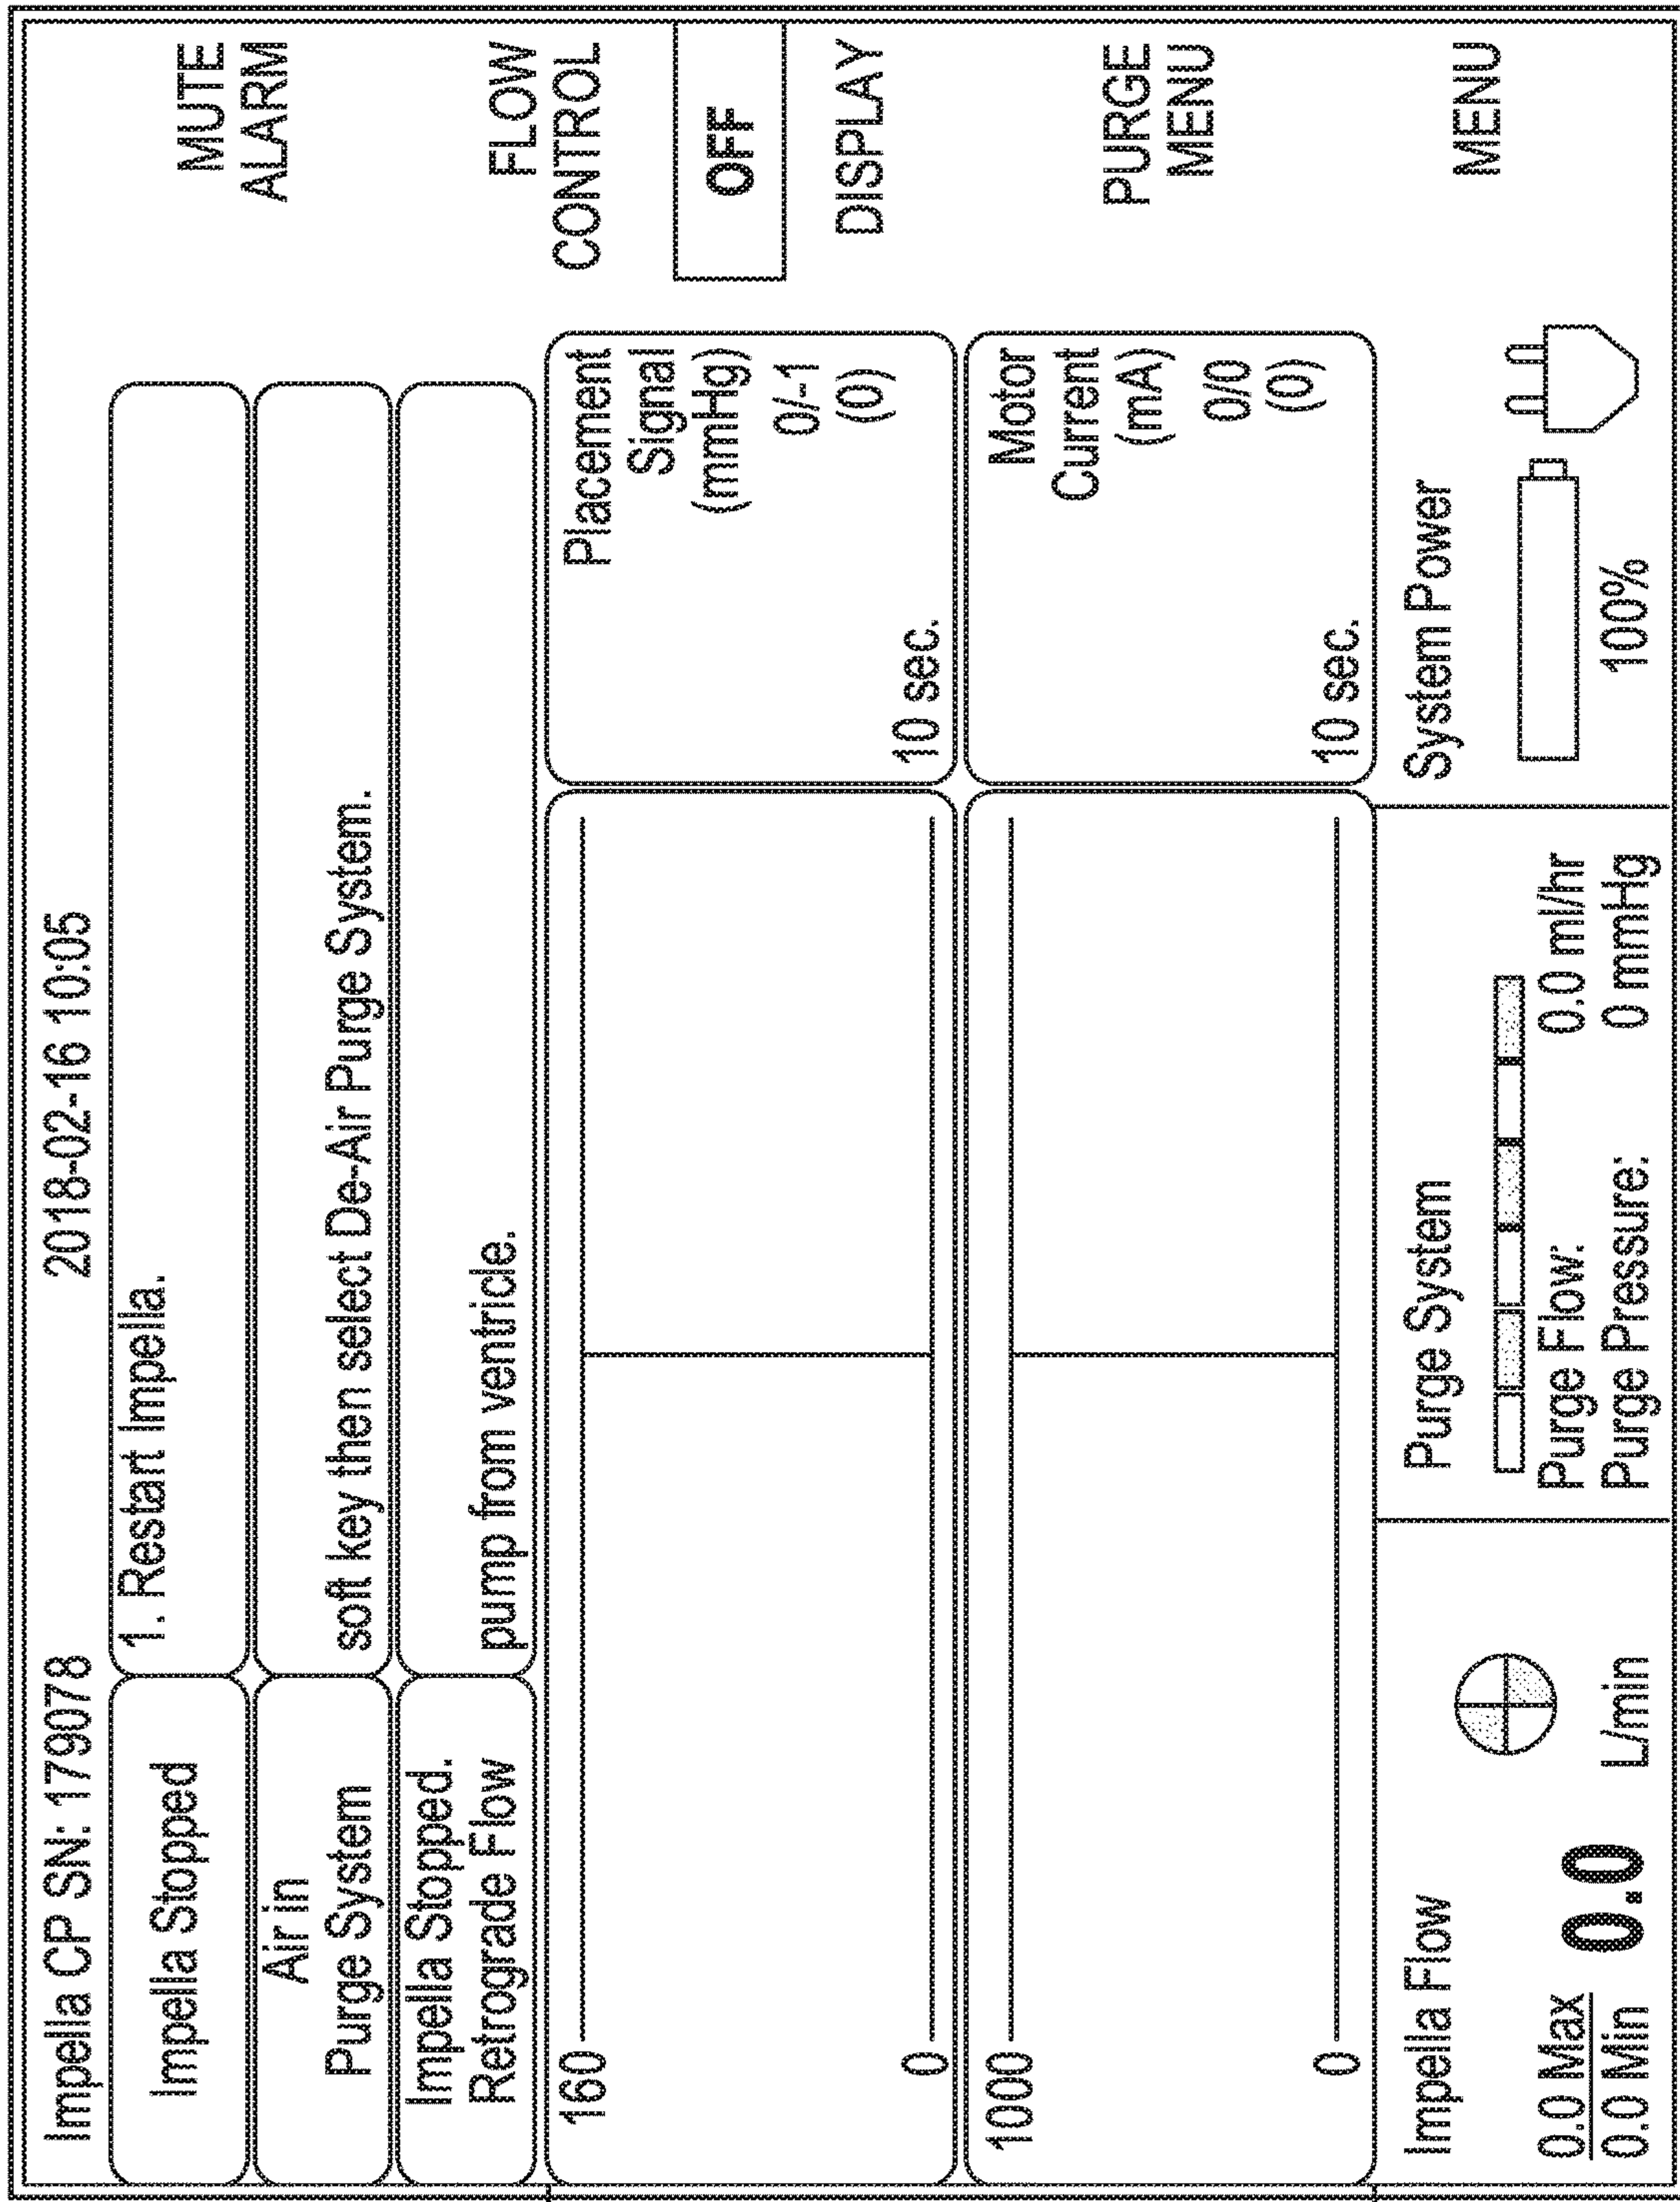 Impella CP SN: 179078
2018-02-16 10:05
MUTE
ALARM
Impella Stopped
1. Restart Impella.
Air in
Purge System
soft key then select De-Air Purge System.
Impella Stopped.
Retrograde Flow
pump from ventricle.
FLOW
CONTROL
OFF
160
0
Placement
Signal
(mmHg)
0/-1
(0)
10 sec.
DISPLAY
1000
0
Motor
Current
(mA)
0/0
(0)
10 sec.
PURGE
MENU
Impella Flow
0.0 Max
0.0 Min
0.0
L/min
Purge System
Purge Flow: 0.0 ml/hr
Purge Pressure: 0 mmHg
System Power
100%
MENU